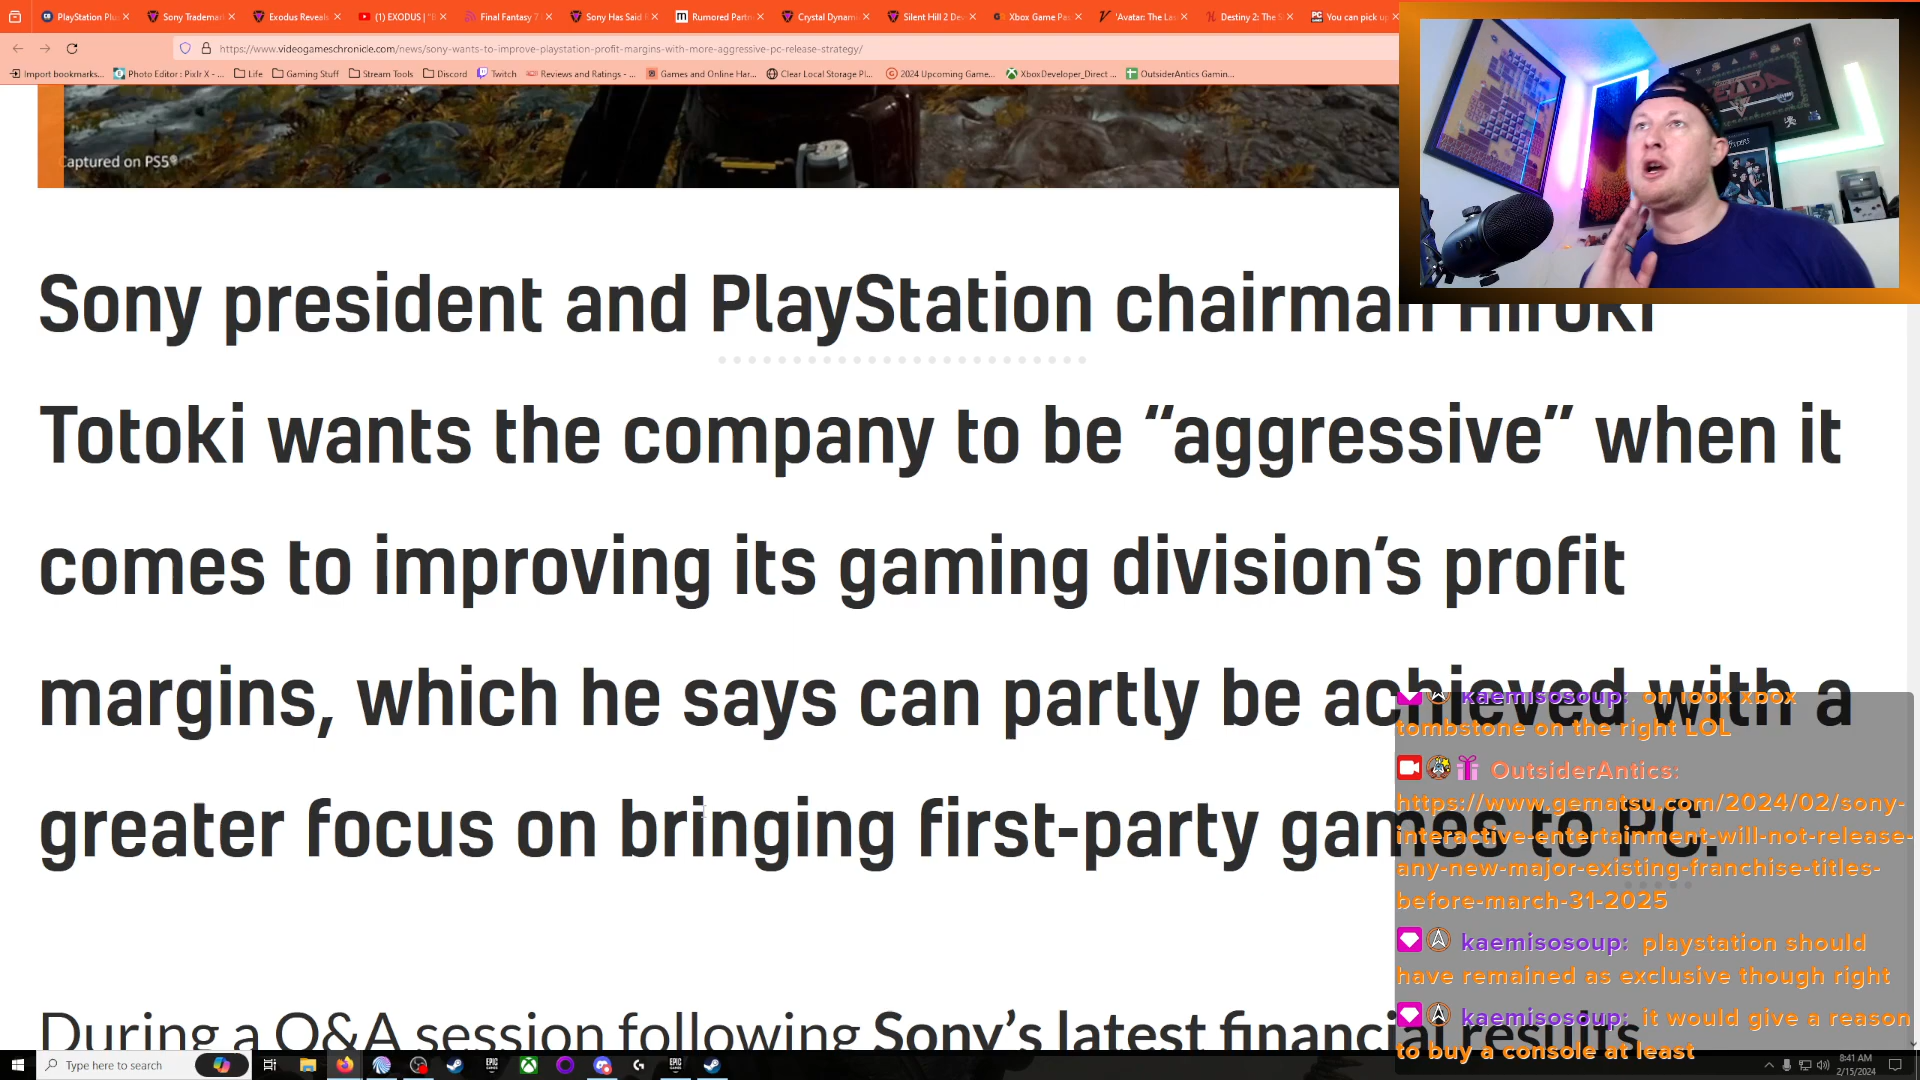 PlayStation Plu
Sony Trademar
Exodus Reveals
(1) EXODUS | "E
Final Fantasy 7
Sony Has Said
Rumored Partn
Crystal Dynami
Silent Hill 2 De
Xbox Game Pa
'Avatar: The La
Destiny 2: The
You can pick up
https://www.videogameschronicle.com/news/sony-wants-to-improve-playstation-profit-margins-with-more-aggressive-pc-release-strategy/
Import bookmarks...
Photo Editor : Pixlr X - ...
Life
Gaming Stuff
Stream Tools
Discord
Twitch
Reviews and Ratings - ...
Games and Online Har...
Clear Local Storage Pl...
2024 Upcoming Game...
XboxDeveloper_Direct ...
OutsiderAntics Gamin...
Captured on PS5®
Sony president and PlayStation chairman Hiroki
Totoki wants the company to be “aggressive” when it
comes to improving its gaming division’s profit
margins, which he says can partly be achieved with a
greater focus on bringing first-party games to PC.
During a Q&A session following Sony’s latest financial results
kaemisosoup: on look xbox
tombstone on the right LOL
OutsiderAntics:
https://www.gematsu.com/2024/02/sony-
interactive-entertainment-will-not-release-
any-new-major-existing-franchise-titles-
before-march-31-2025
kaemisosoup: playstation should
have remained as exclusive though right
kaemisosoup: it would give a reason
to buy a console at least
Type here to search
8:41 AM
2/15/2024